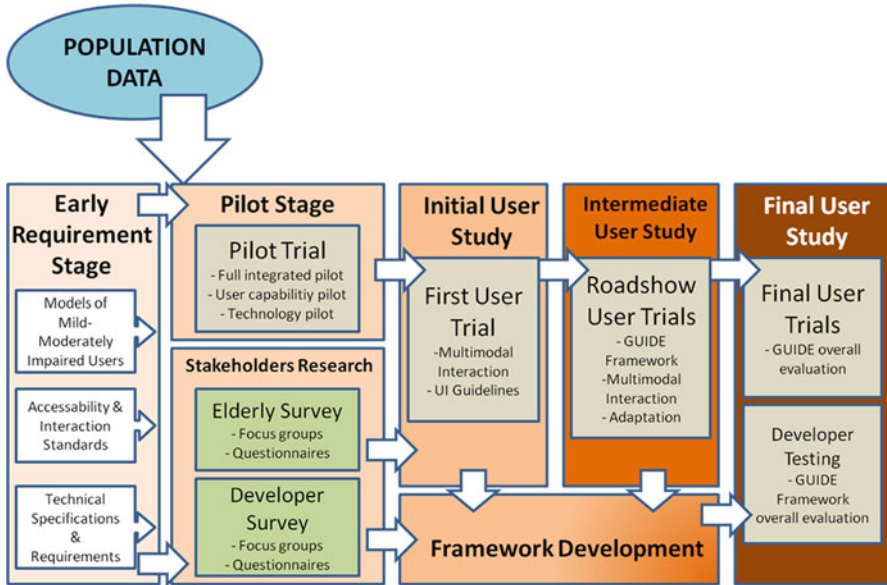 POPULATION
DATA
Early
Requirement
Stage
Models of
Mild-
Moderately
Impaired Users
Accessability &
Interaction
Standards
Technical
Specifications
&
Requirements
Pilot Stage
Pilot Trial
- Full integrated pilot
- User capabilitiy pilot
- Technology pilot
Stakeholders Research
Elderly Survey
- Focus groups
- Questionnaires
Developer
Survey
- Focus groups
- Questionnaires
Initial User
Study
First User
Trial
-Multimodal
Interaction
- UI Guidelines
Intermediate
User Study
Roadshow
User Trials
- GUIDE
Framework
-Multimodal
Interaction
- Adaptation
Framework Development
Final User
Study
Final User
Trials
- GUIDE overall
evaluation
Developer
Testing
- GUIDE
Framework
overall evaluation